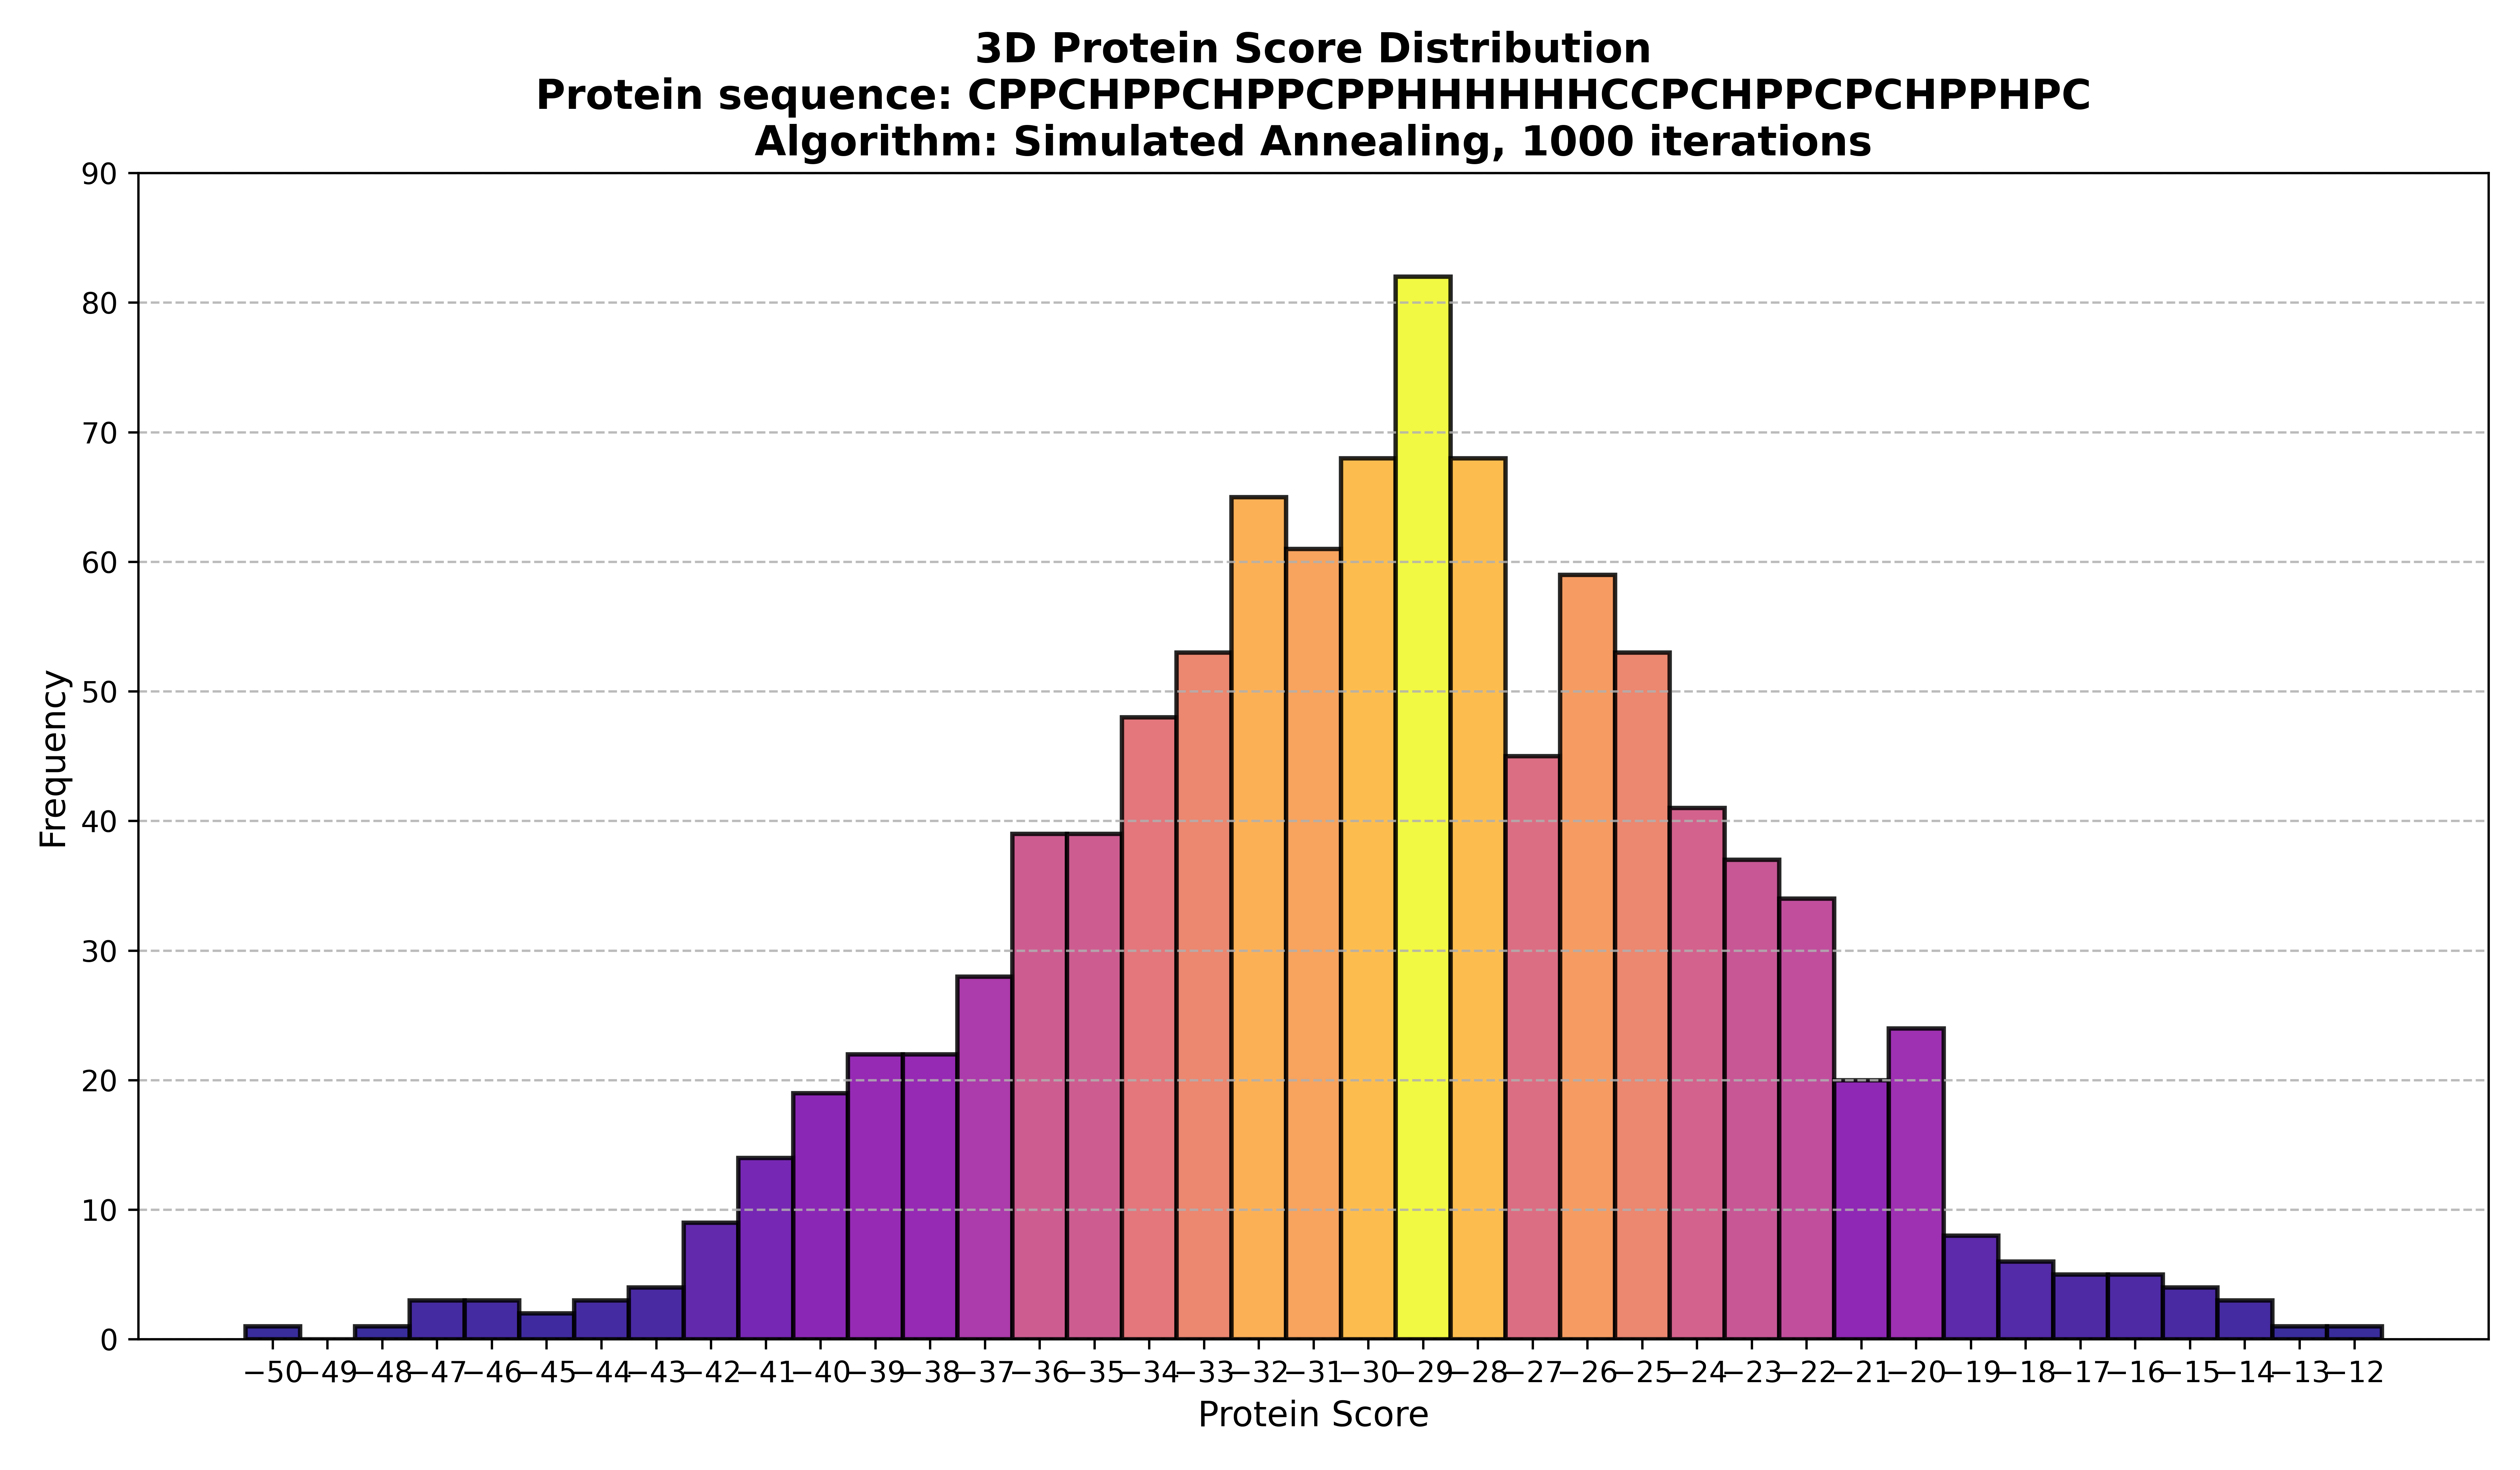 3D Protein Score Distribution
Protein sequence: CPPCHPPCHPPCPPHHHHHHCCPCHPPCPCHPPHPC
Algorithm: Simulated Annealing, 1000 iterations
90
80
70
60
50
40
30
20
10
0
Frequency
−50 −49 −48 −47 −46 −45 −44 −43 −42 −41 −40 −39 −38 −37 −36 −35 −34 −33 −32 −31 −30 −29 −28 −27 −26 −25 −24 −23 −22 −21 −20 −19 −18 −17 −16 −15 −14 −13 −12
Protein Score